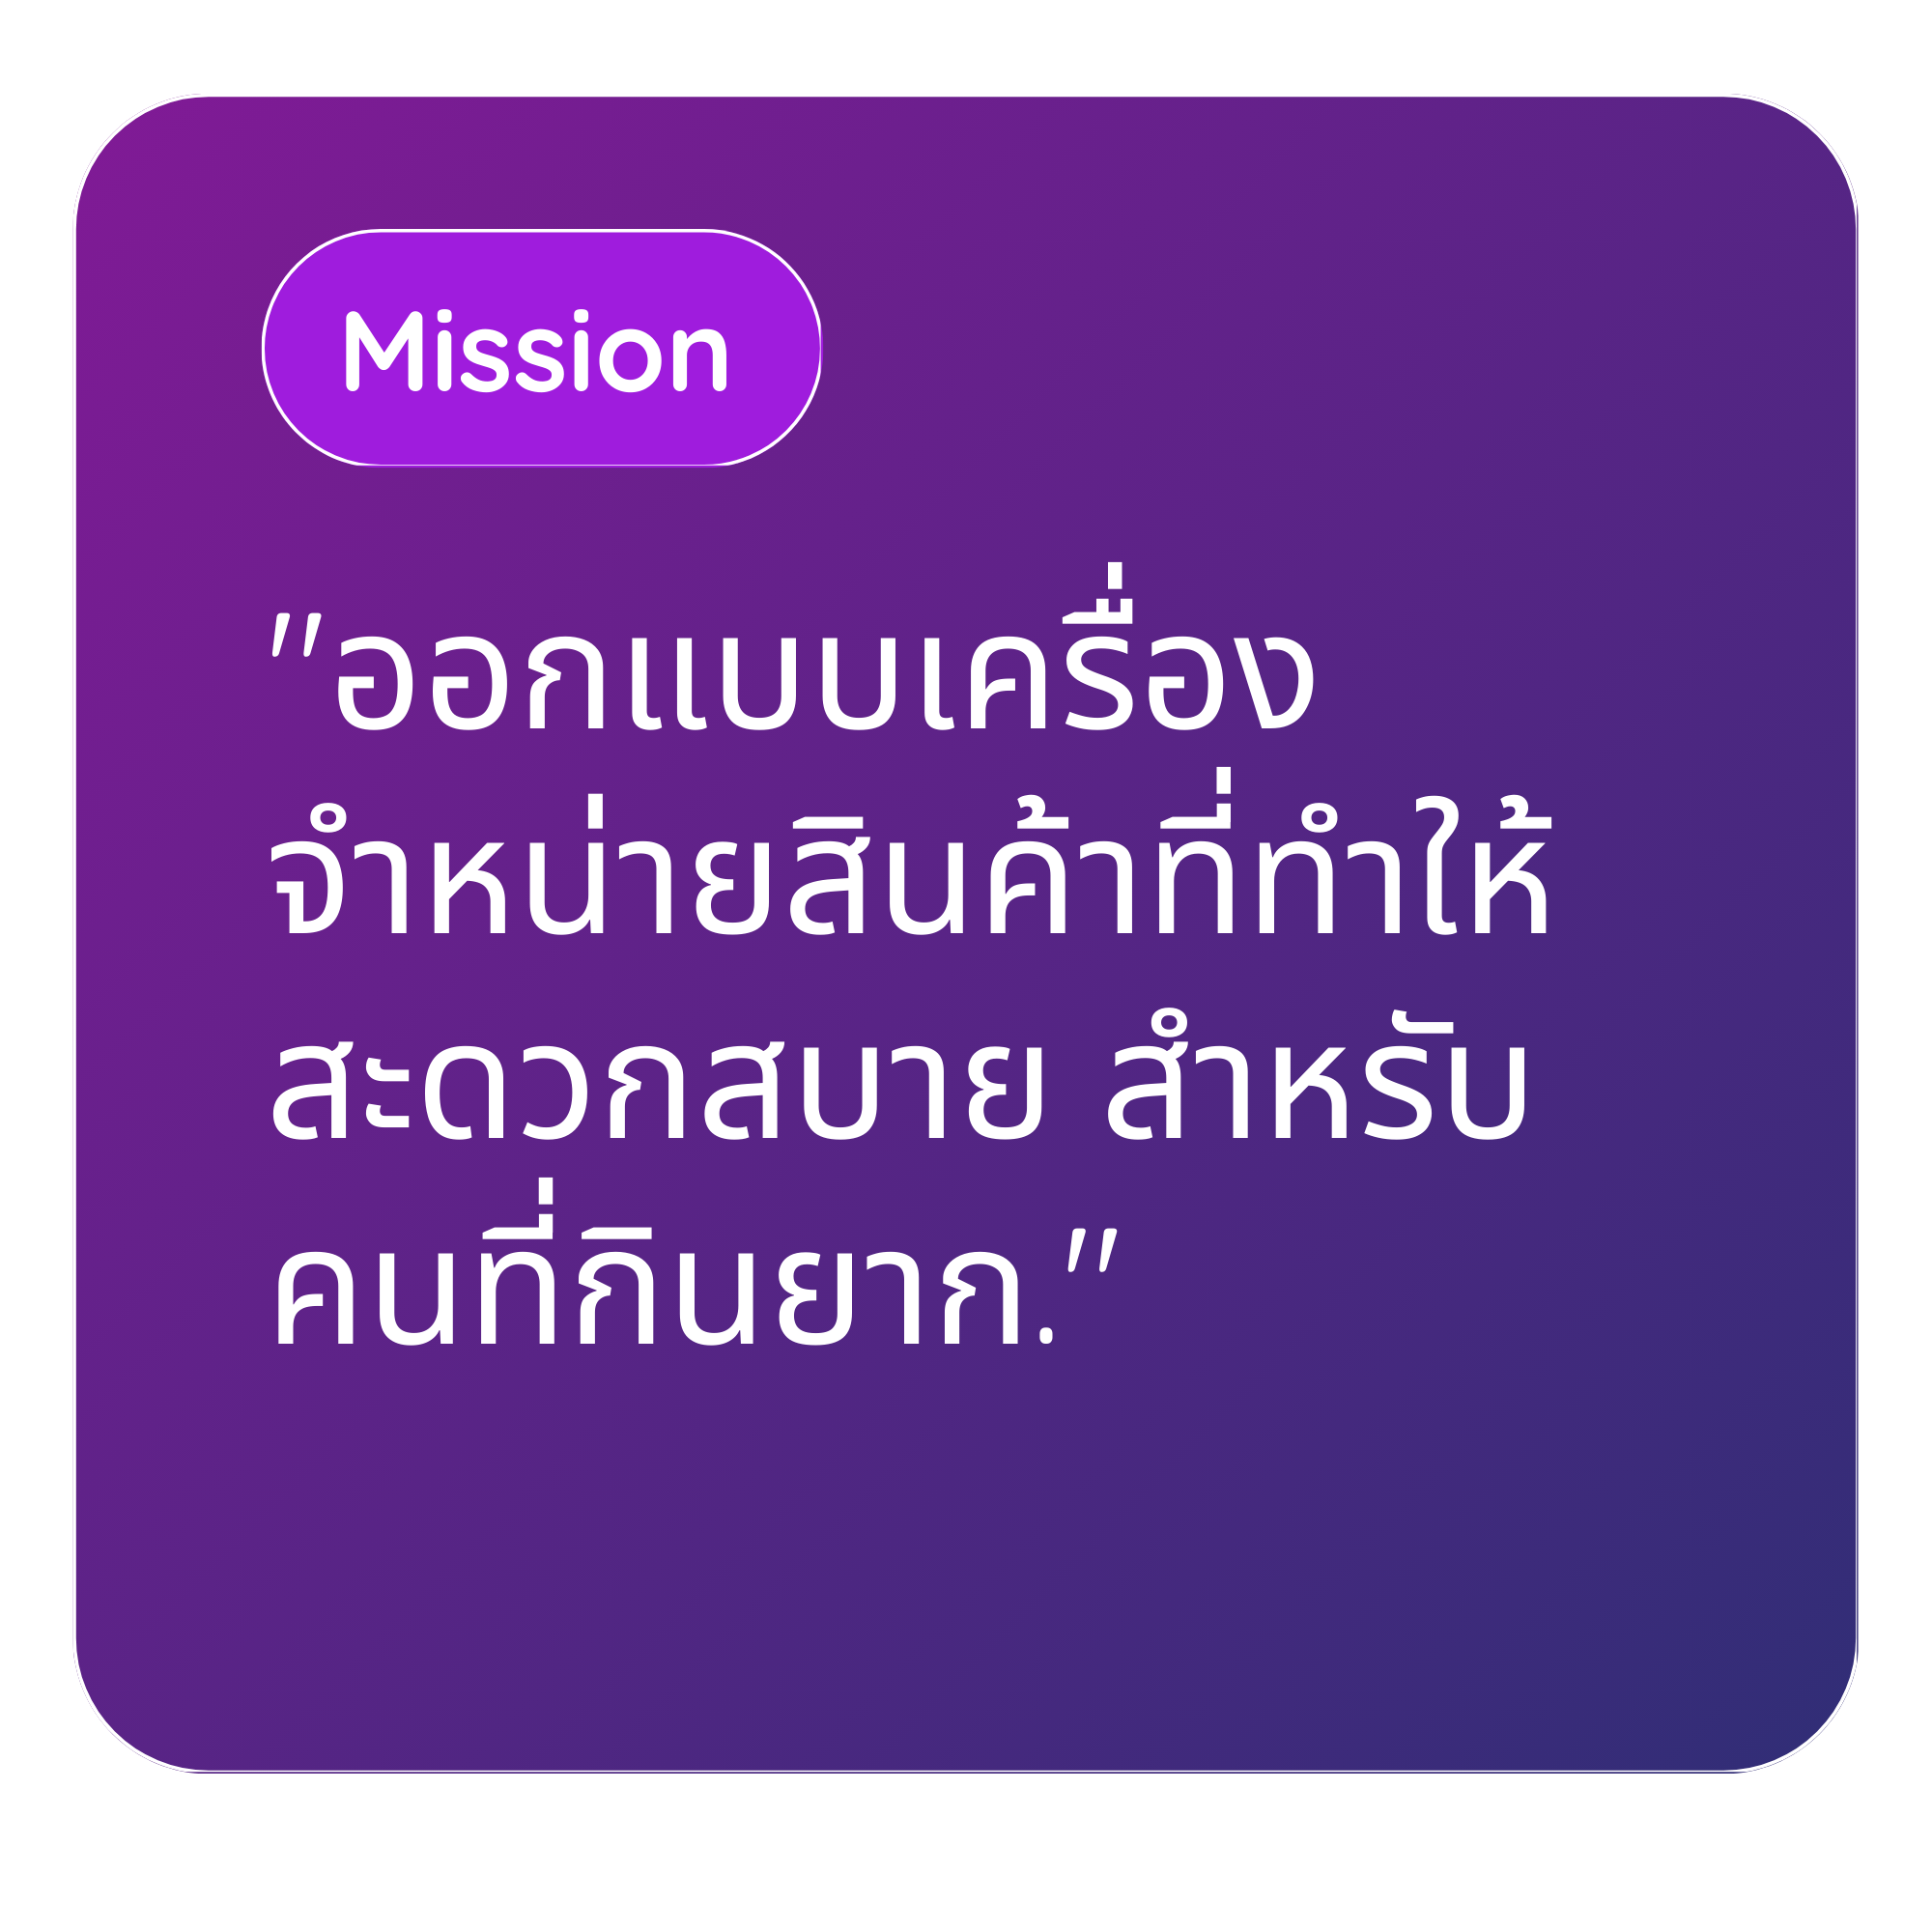 Mission
"ออกแบบเครื่อง
จำหน่ายสินค้าที่ทำให้
สะดวกสบาย สำหรับ
คนที่กินยาก."